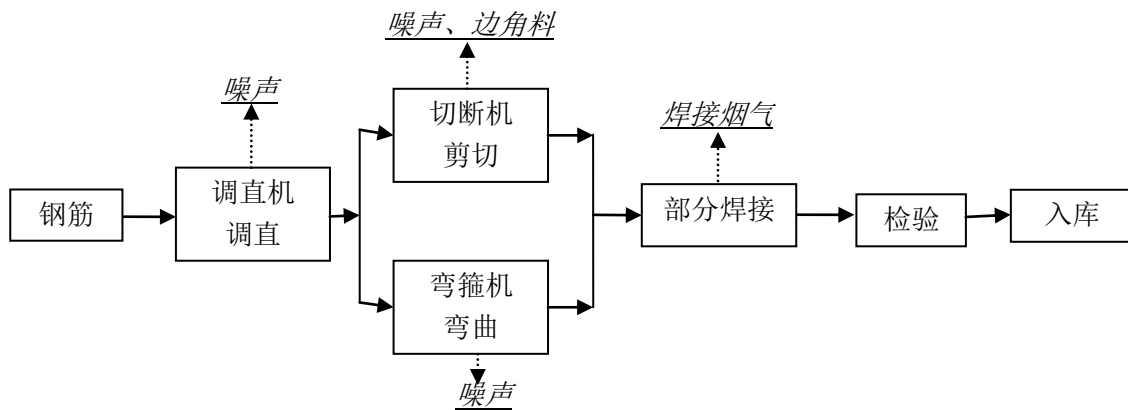 噪声、边角料
噪声
切断机
剪切
焊接烟气
钢筋
调直机
调直
部分焊接
检验
入库
弯箍机
弯曲
噪声